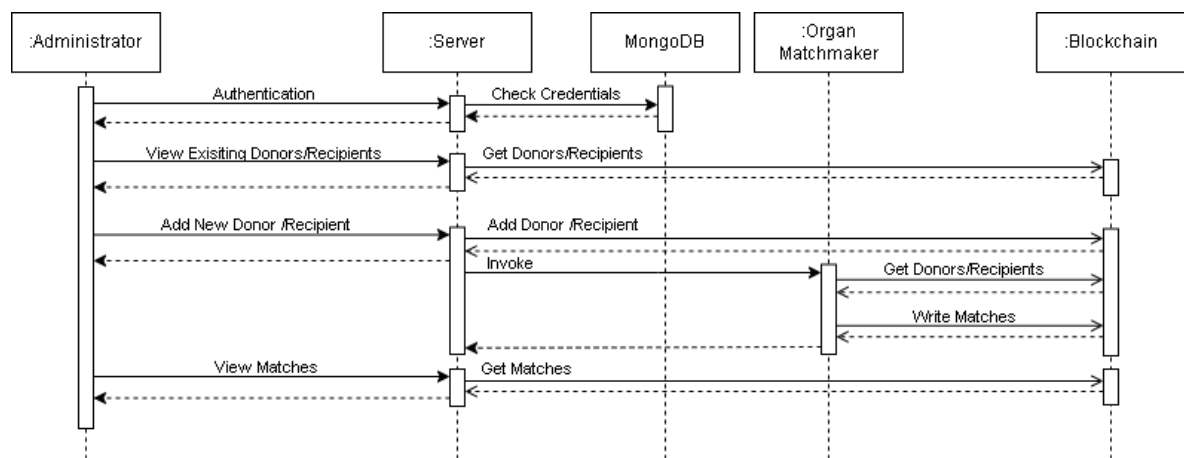 :Administrator
:Server
MongoDB
:Organ
Matchmaker
:Blockchain
Authentication
Check Credentials
View Exisiting Donors/Recipients
Get Donors/Recipients
Add New Donor /Recipient
Add Donor /Recipient
Invoke
Get Donors/Recipients
Write Matches
View Matches
Get Matches